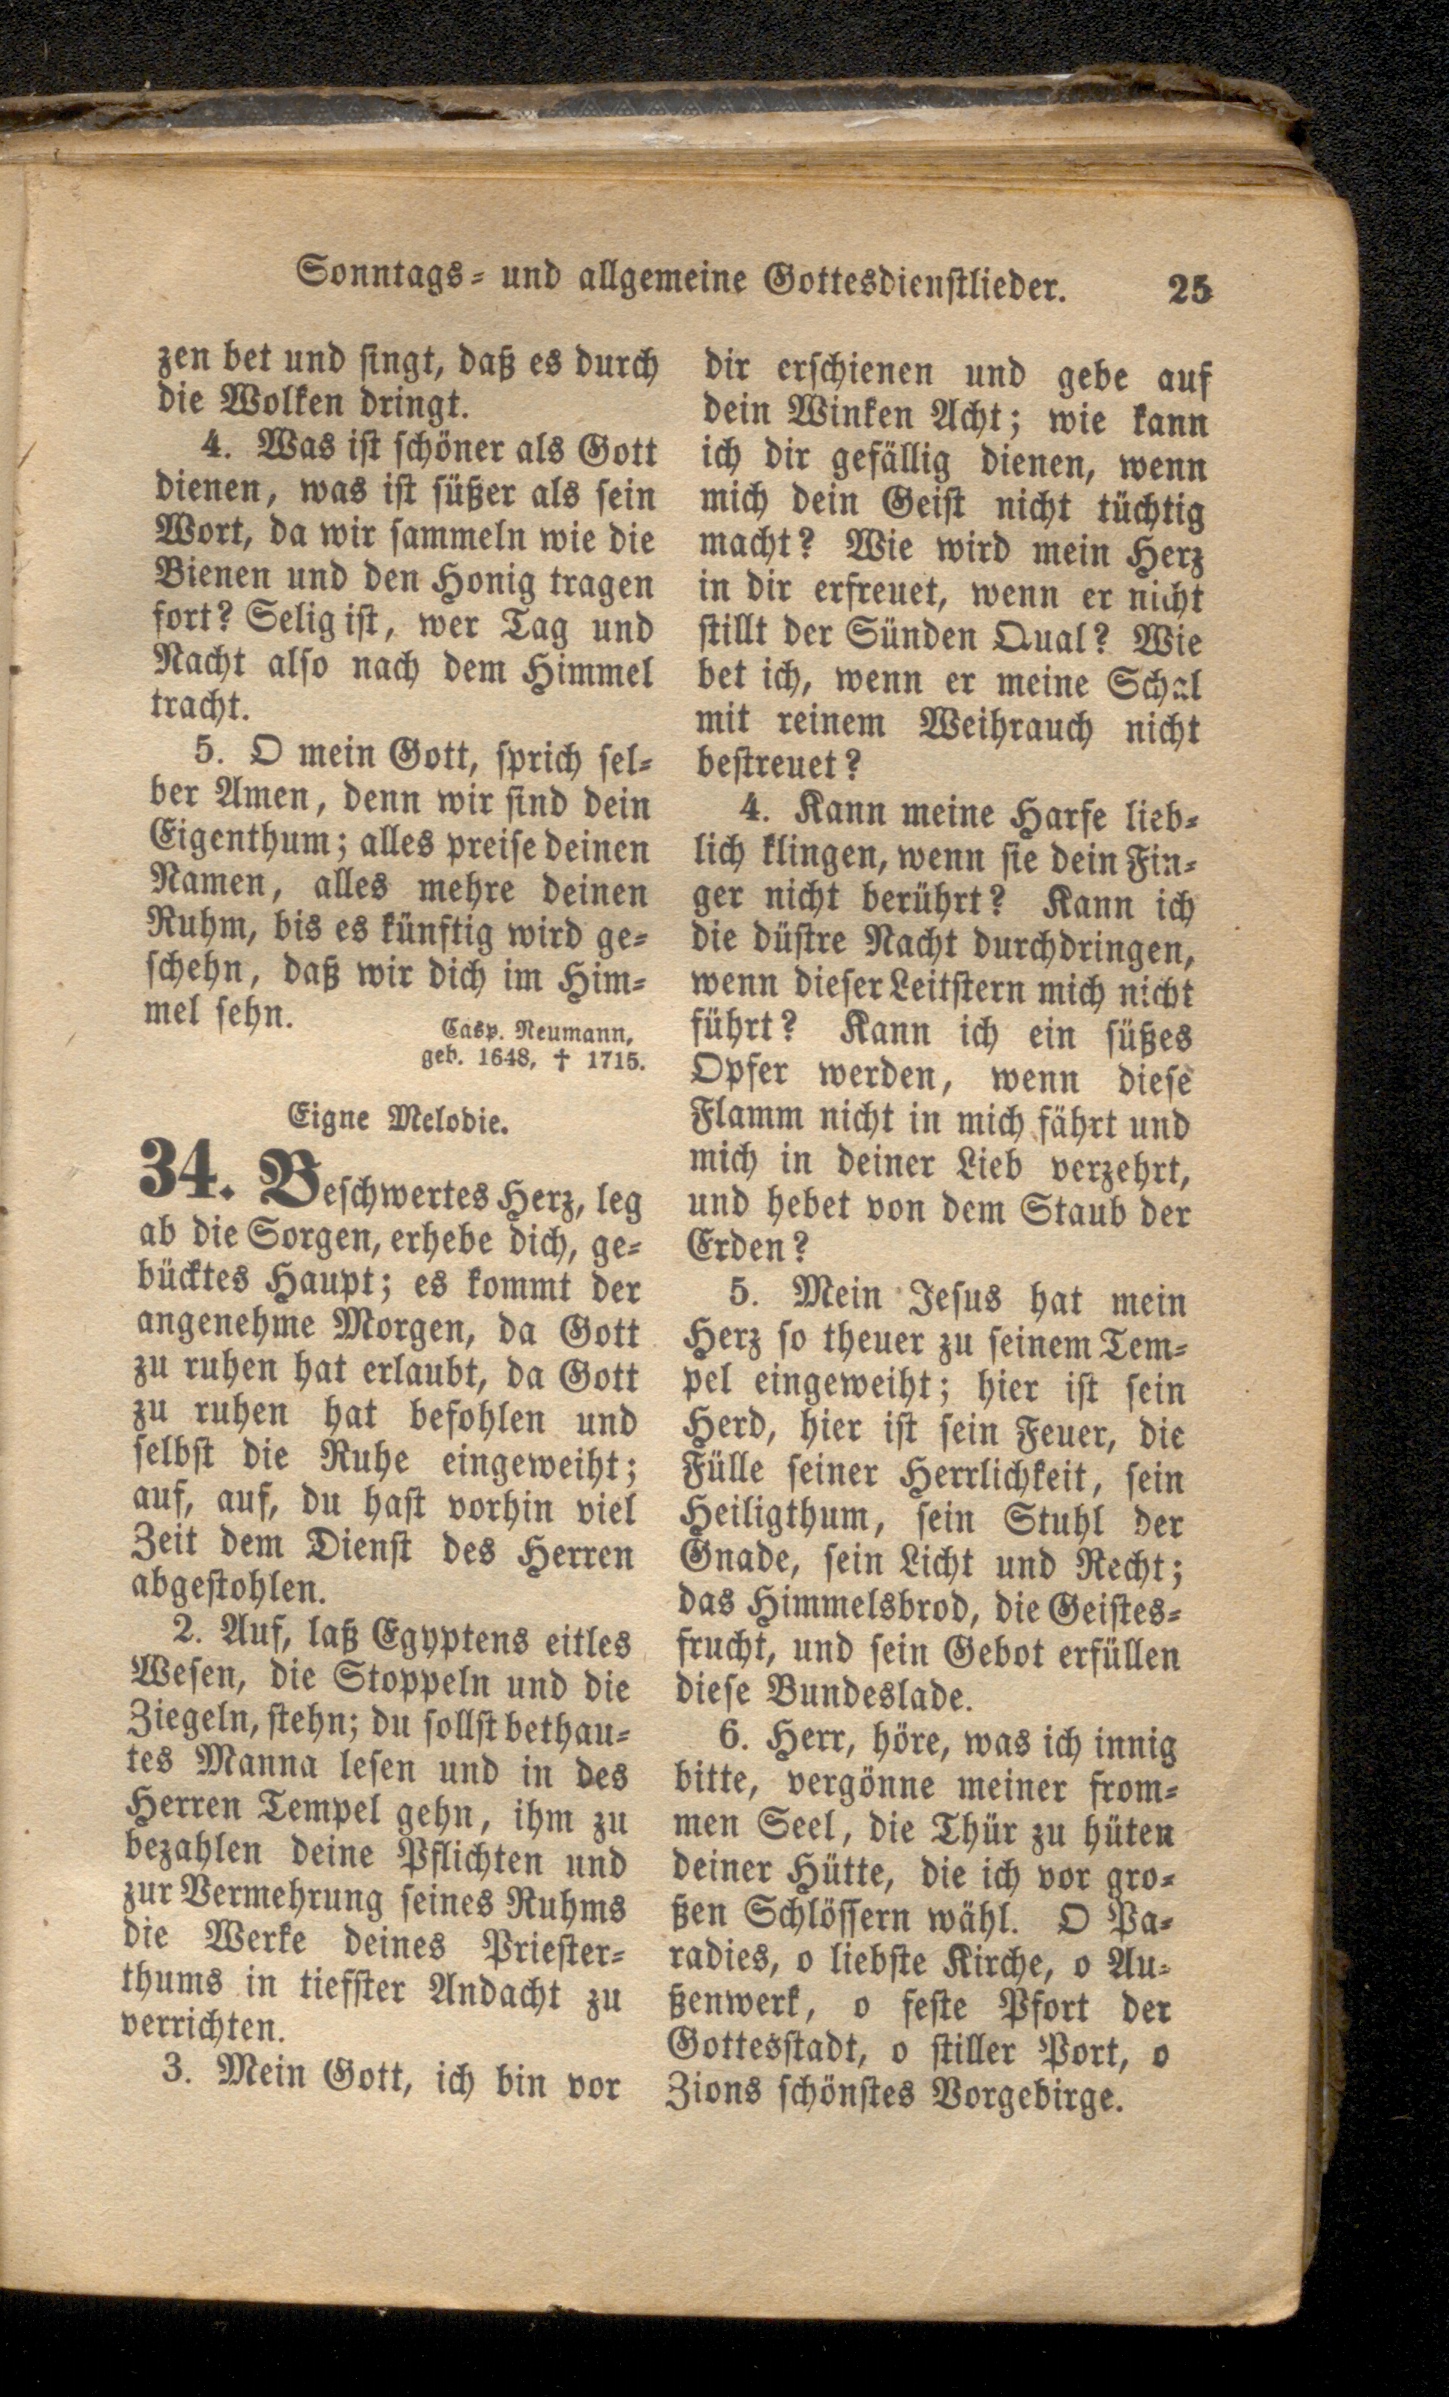 Sonntags- und allgemeine Gottesdienstlieder. 25
zen bet und singt, daß es durch
die Wolken dringt.
4. Was ist schöner als Gott
dienen, was ist süßer als sein
Wort, da wir sammeln wie die
Bienen und den Honig tragen
fort? Selig ist, wer Tag und
Nacht also nach dem Himmel
tracht.
5. O mein Gott, sprich sel-
ber Amen, denn wir sind dein
Eigenthum; alles preise deinen
Namen, alles mehre deinen
Ruhm, bis es künftig wird ge-
schehn, daß wir dich im Him-
mel sehn.
Casp. Neumann,
geb. 1648, † 1715.
Eigne Melodie.
34. Beschwertes Herz, leg
ab die Sorgen, erhebe dich, ge-
bücktes Haupt; es kommt der
angenehme Morgen, da Gott
zu ruhen hat erlaubt, da Gott
zu ruhen hat befohlen und
selbst die Ruhe eingeweiht;
auf, auf, du hast vorhin viel
Zeit dem Dienst des Herren
abgestohlen.
2. Auf, laß Egyptens eitles
Wesen, die Stoppeln und die
Ziegeln, stehn; du sollst bethau-
tes Manna lesen und in des
Herren Tempel gehn, ihm zu
bezahlen deine Pflichten und
zur Vermehrung seines Ruhms
die Werke deines Priester-
thums in tiefster Andacht zu
verrichten.
3. Mein Gott, ich bin vor
dir erschienen und gebe auf
dein Winken Acht; wie kann
ich dir gefällig dienen, wenn
mich dein Geist nicht tüchtig
macht? Wie wird mein Herz
in dir erfreuet, wenn er nicht
stillt der Sünden Qual? Wie
bet ich, wenn er meine Schal
mit reinem Weihrauch nicht
bestreuet?
4. Kann meine Harfe lieb-
lich klingen, wenn sie dein Fin-
ger nicht berührt? Kann ich
die düstre Nacht durchdringen,
wenn dieser Leitstern mich nicht
führt? Kann ich ein süßes
Opfer werden, wenn diese
Flamm nicht in mich fährt und
mich in deiner Lieb verzehrt,
und hebet von dem Staub der
Erden?
5. Mein Jesus hat mein
Herz so theuer zu seinem Tem-
pel eingeweiht; hier ist sein
Herd, hier ist sein Feuer, die
Fülle seiner Herrlichkeit, sein
Heiligthum, sein Stuhl der
Gnade, sein Licht und Recht;
das Himmelsbrod, die Geistes-
frucht, und sein Gebot erfüllen
diese Bundeslade.
6. Herr, höre, was ich innig
bitte, vergönne meiner from-
men Seel, die Thür zu hüten
deiner Hütte, die ich vor gro-
ßen Schlössern wähl. O Pa-
radies, o liebste Kirche, o Au-
ßenwerk, o feste Pfort der
Gottesstadt, o stiller Port, o
Zions schönstes Vorgebirge.